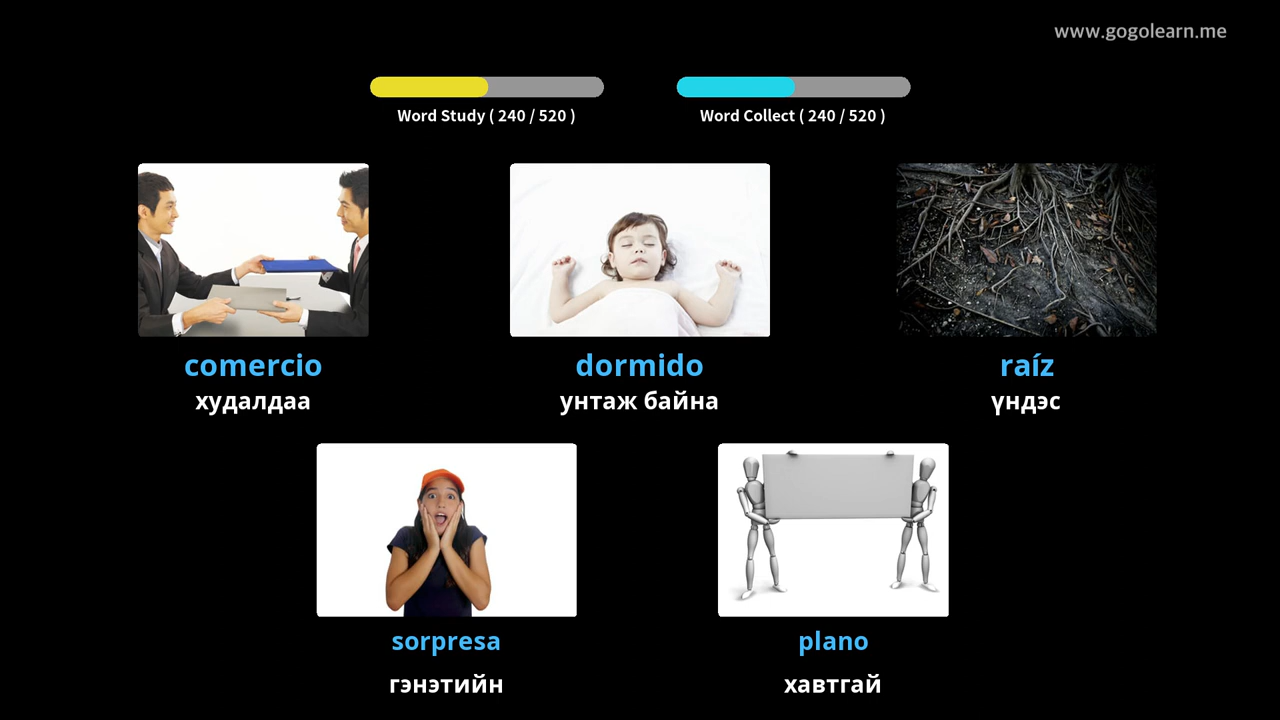 www.gogolearn.me
Word Study ( 240 / 520 )
Word Collect ( 240 / 520 )
comercio
худалдаа
dormido
унтаж байна
raíz
үндэс
sorpresa
гэнэтийн
plano
хавтгай